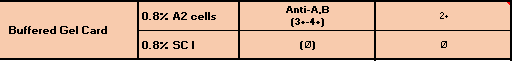 Buffered Gel Card
0.8% A2 cells
Anti-A,B
(3+-4+)
2+
0.8% SC I
(Ø)
Ø